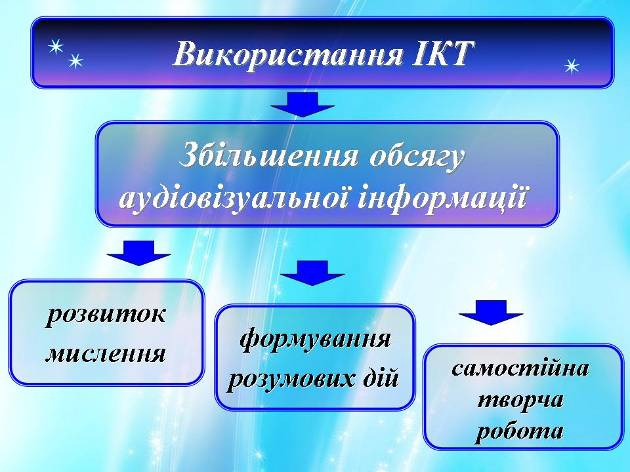 Використання ІКТ
Збільшення обсягу
аудіовізуальної інформації
розвиток
мислення
формування
розумових дій
самостійна
творча
робота